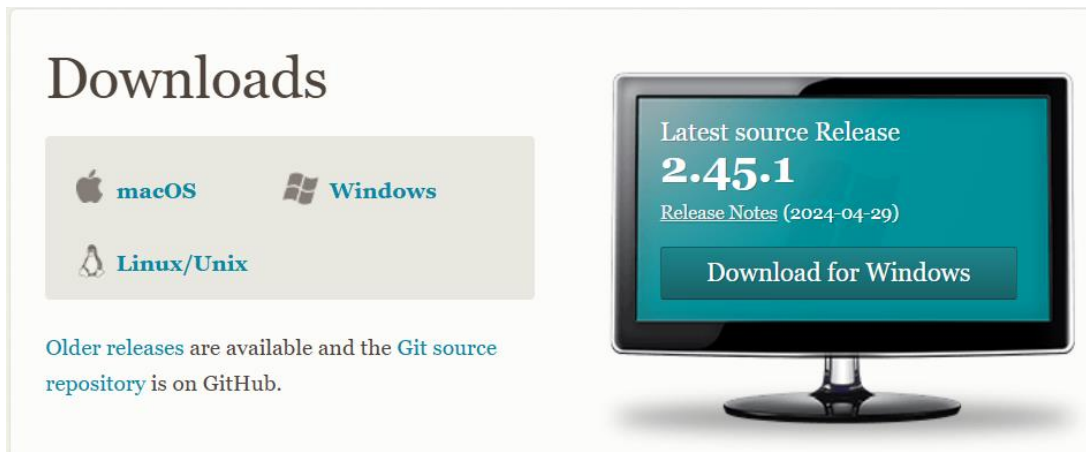 Downloads
macOS
Windows
Linux/Unix
Older releases are available and the Git source
repository is on GitHub.
Latest source Release
2.45.1
Release Notes (2024-04-29)
Download for Windows